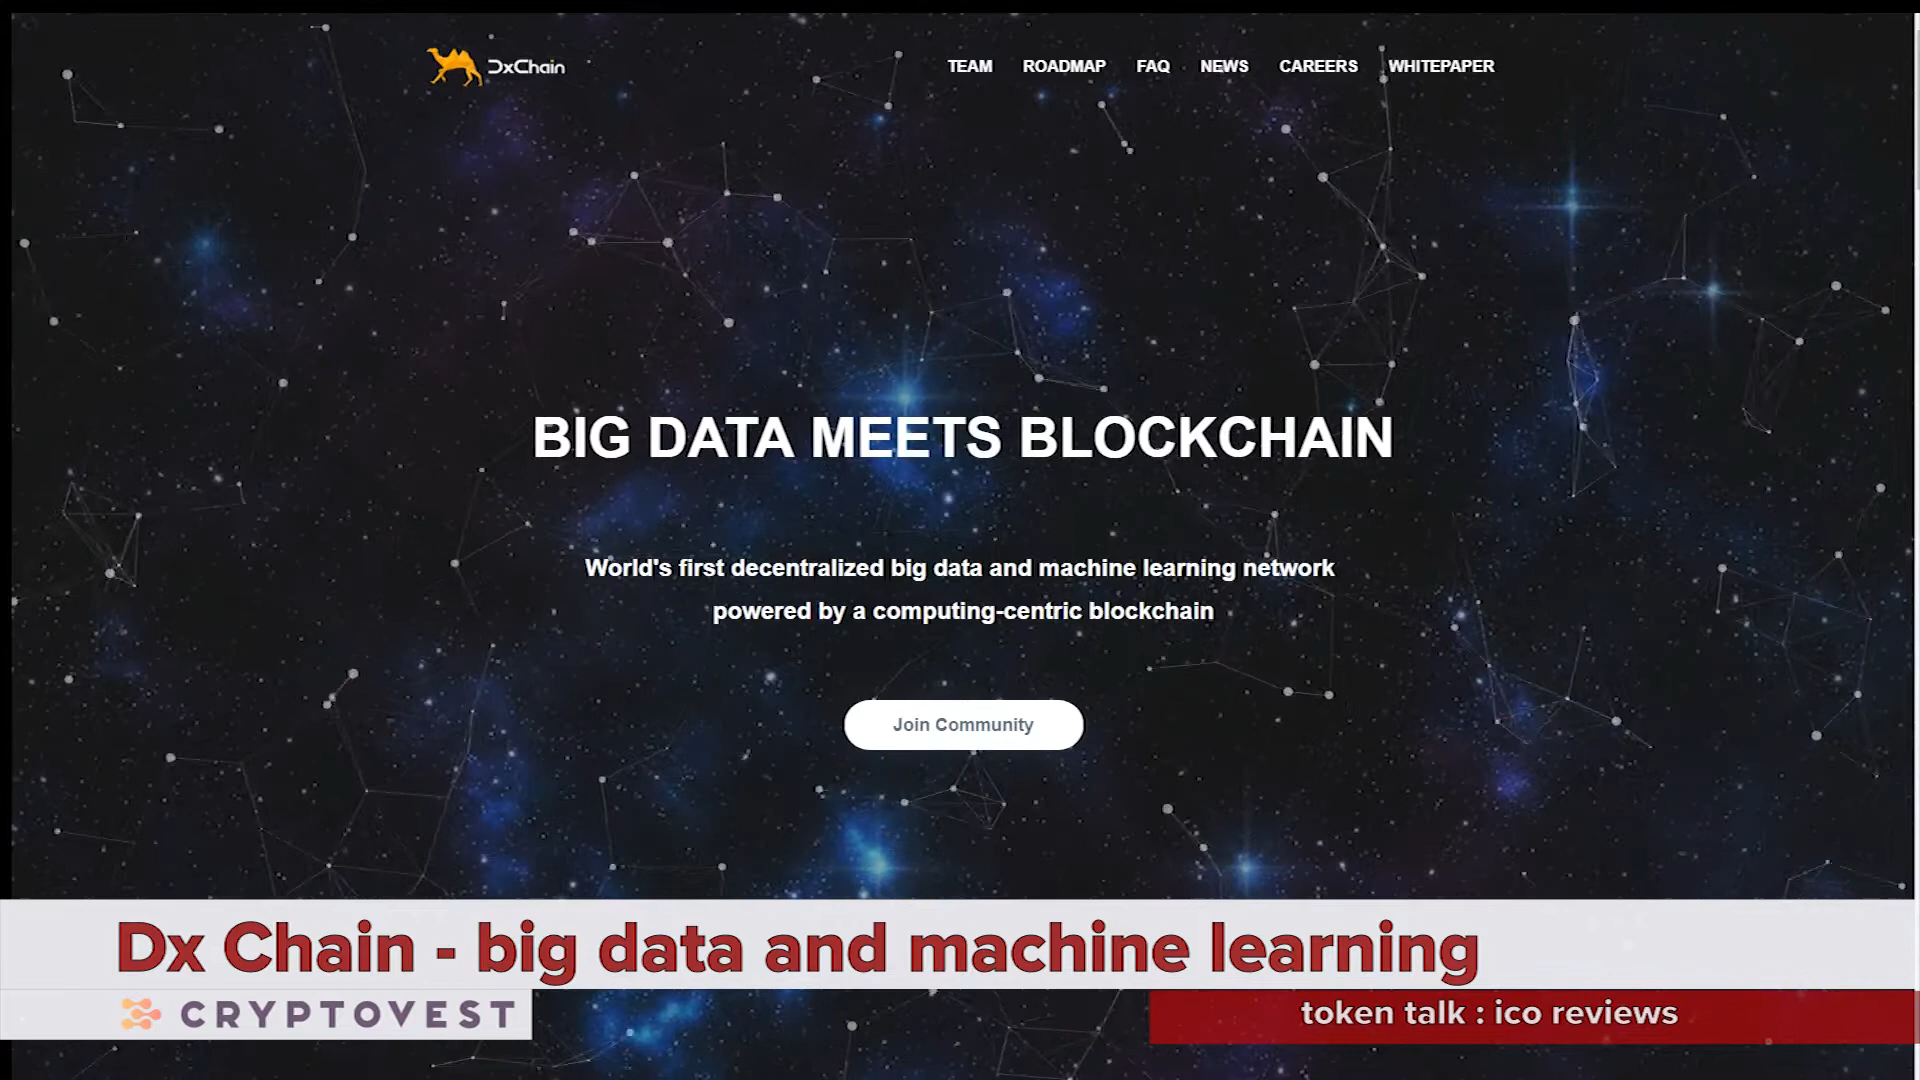 DxChain
TEAM ROADMAP FAQ NEWS CAREERS WHITEPAPER
BIG DATA MEETS BLOCKCHAIN
World's first decentralized big data and machine learning network
powered by a computing-centric blockchain
Join Community
Dx Chain - big data and machine learning
CRYPTOVEST
token talk : ico reviews